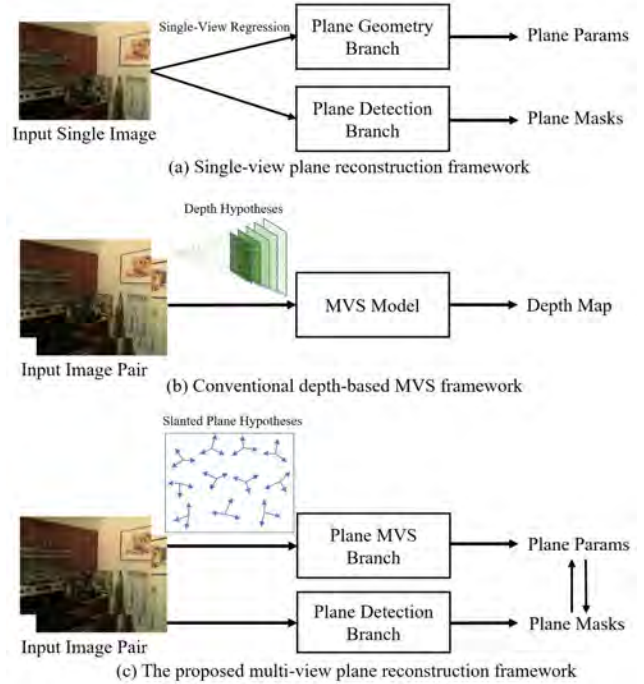 Single-View Regression
Plane Geometry
Branch
Plane Params
Plane Detection
Branch
Plane Masks
Input Single Image
(a) Single-view plane reconstruction framework
Depth Hypotheses
MVS Model
Depth Map
Input Image Pair
(b) Conventional depth-based MVS framework
Slanted Plane Hypotheses
Plane MVS
Branch
Plane Params
Plane Detection
Branch
Plane Masks
Input Image Pair
(c) The proposed multi-view plane reconstruction framework